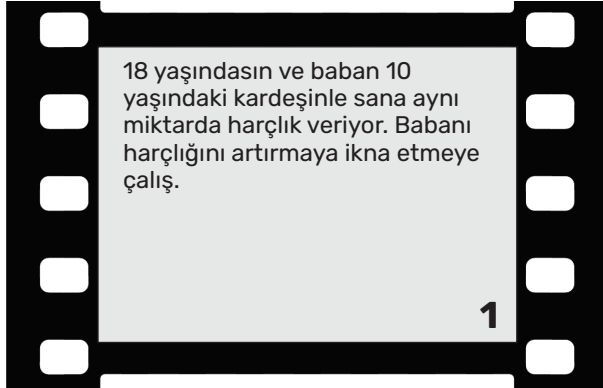 18 yaşındasın ve baban 10
yaşındaki kardeşinle sana aynı
miktarda harçlık veriyor. Babanı
harçlığını artırmaya ikna etmeye
çalış.
1